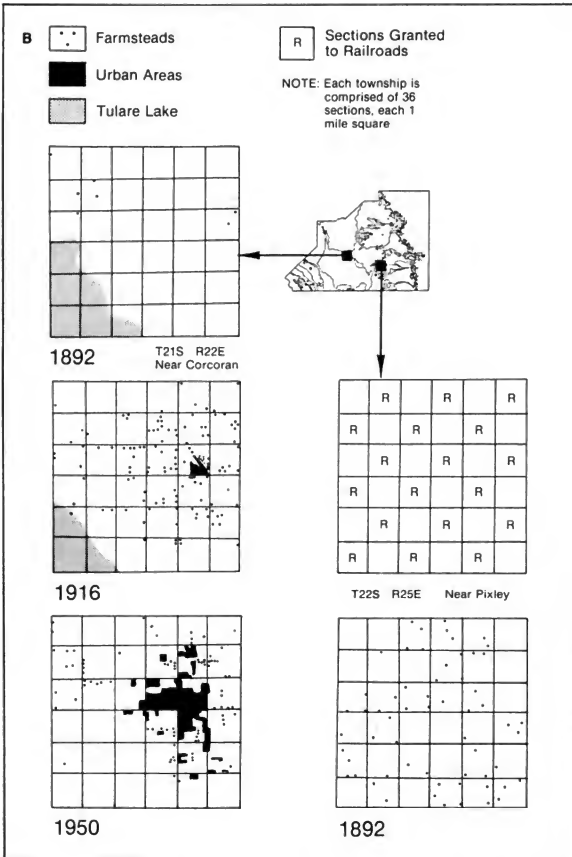 B
Farmsteads
Urban Areas
Tulare Lake
R
Sections Granted
to Railroads
NOTE: Each township is
comprised of 36
sections, each 1
mile square
1892
T21S R22E
Near Corcoran
1916
1950
R R R
R R R
R R R
R R R
R R R
R R R
T22S R25E Near Pixley
1892